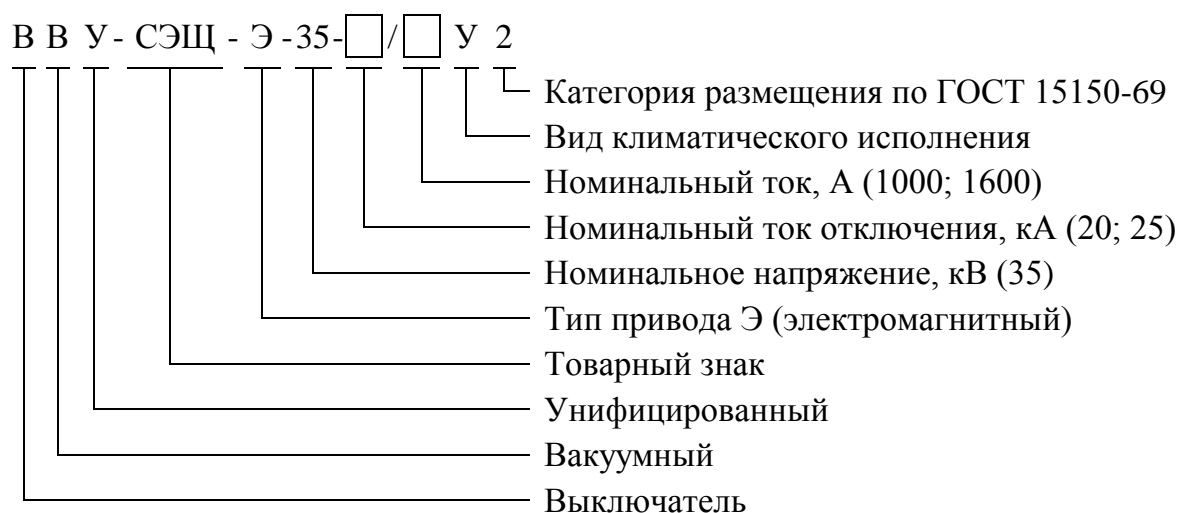 В В У - СЭЩ - Э -35-□/□ У 2
Категория размещения по ГОСТ 15150-69
Вид климатического исполнения
Номинальный ток, А (1000; 1600)
Номинальный ток отключения, кА (20; 25)
Номинальное напряжение, кВ (35)
Тип привода Э (электромагнитный)
Товарный знак
Унифицированный
Вакуумный
Выключатель